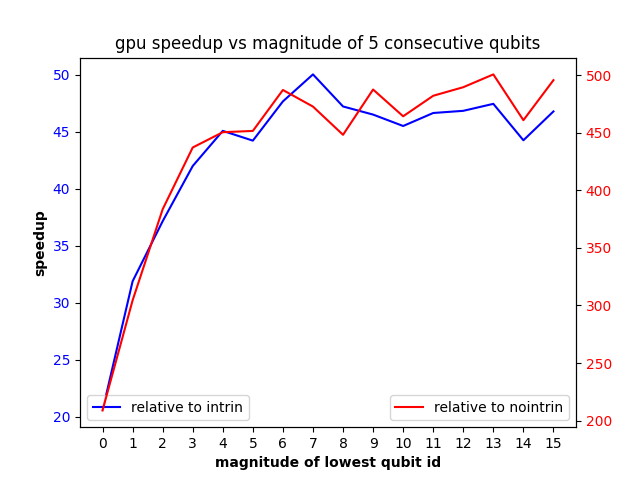 gpu speedup vs magnitude of 5 consecutive qubits
50
45
40
35
30
25
20
speedup
500
450
400
350
300
250
200
relative to intrin
relative to nointrin
0 1 2 3 4 5 6 7 8 9 10 11 12 13 14 15
magnitude of lowest qubit id